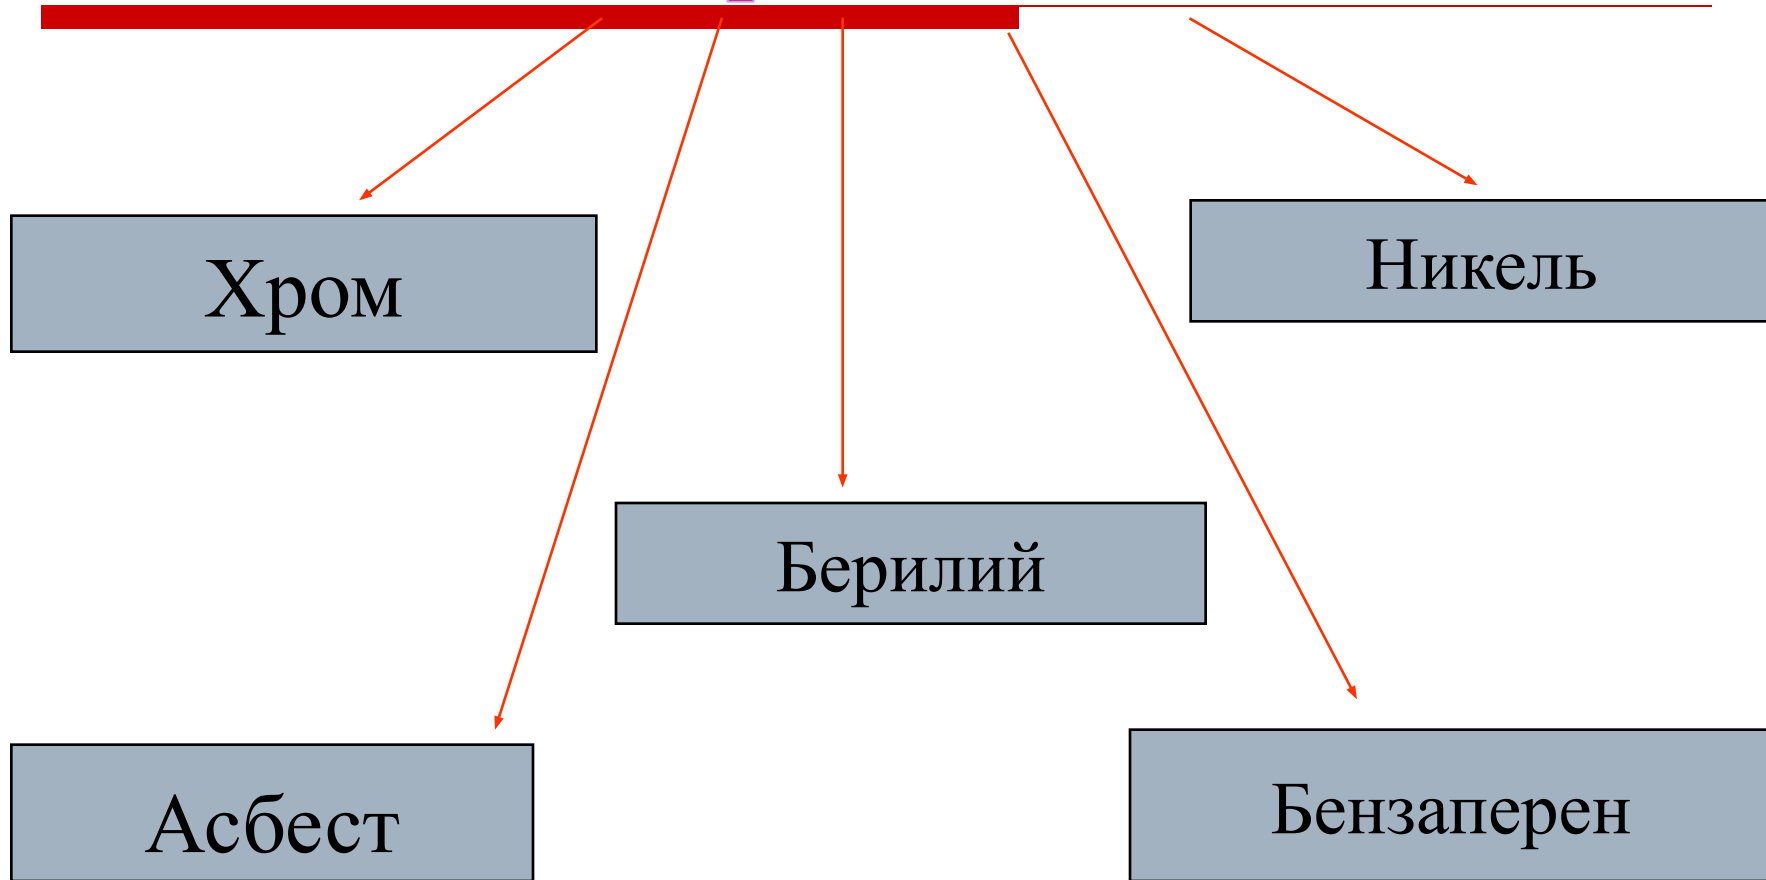 Хром
Никель
Берилий
Асбест
Бензаперен